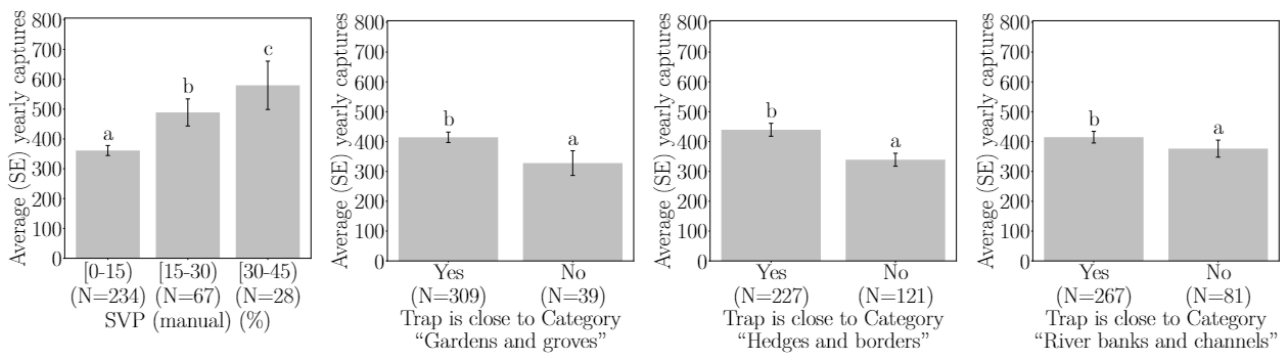 Average (SE) yearly captures
800
700
600
500
400
300
200
100
0
a
b
c
[0-15)
[15-30)
[30-45)
(N=234)
(N=67)
(N=28)
SVP (manual) (%)
Average (SE) yearly captures
800
700
600
500
400
300
200
100
0
b
a
Yes
No
(N=309)
(N=39)
Trap is close to Category
“Gardens and groves”
Average (SE) yearly captures
800
700
600
500
400
300
200
100
0
b
a
Yes
No
(N=227)
(N=121)
Trap is close to Category
“Hedges and borders”
Average (SE) yearly captures
800
700
600
500
400
300
200
100
0
b
a
Yes
No
(N=267)
(N=81)
Trap is close to Category
“River banks and channels”